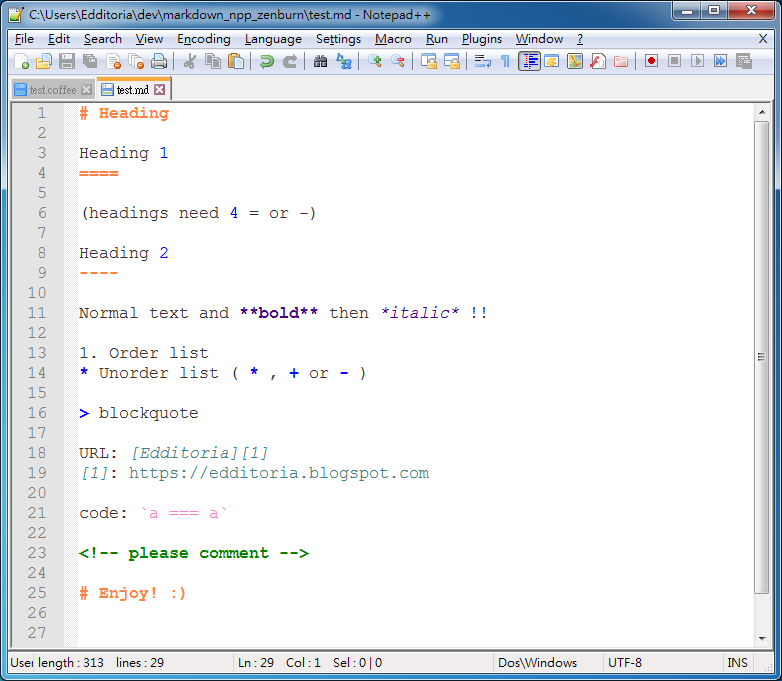 C:\Users\Edditoria\dev\markdown_npp_zenburn\test.md - Notepad++
File Edit Search View Encoding Language Settings Macro Run Plugins Window ? X
test.coffee test.md
1 # Heading
2
3 Heading 1
4 ====
5
6 (headings need 4 = or -)
7
8 Heading 2
9 ----
10
11 Normal text and **bold** then *italic* !!
12
13 1. Order list
14 * Unorder list ( * , + or - )
15
16 > blockquote
17
18 URL: [Edditoria][1]
19 [1]: https://edditoria.blogspot.com
20
21 code: `a === a`
22
23 <!-- please comment -->
24
25 # Enjoy! :)
26
27
User length : 313 lines : 29 Ln : 29 Col : 1 Sel : 0 | 0 Dos\Windows UTF-8 INS